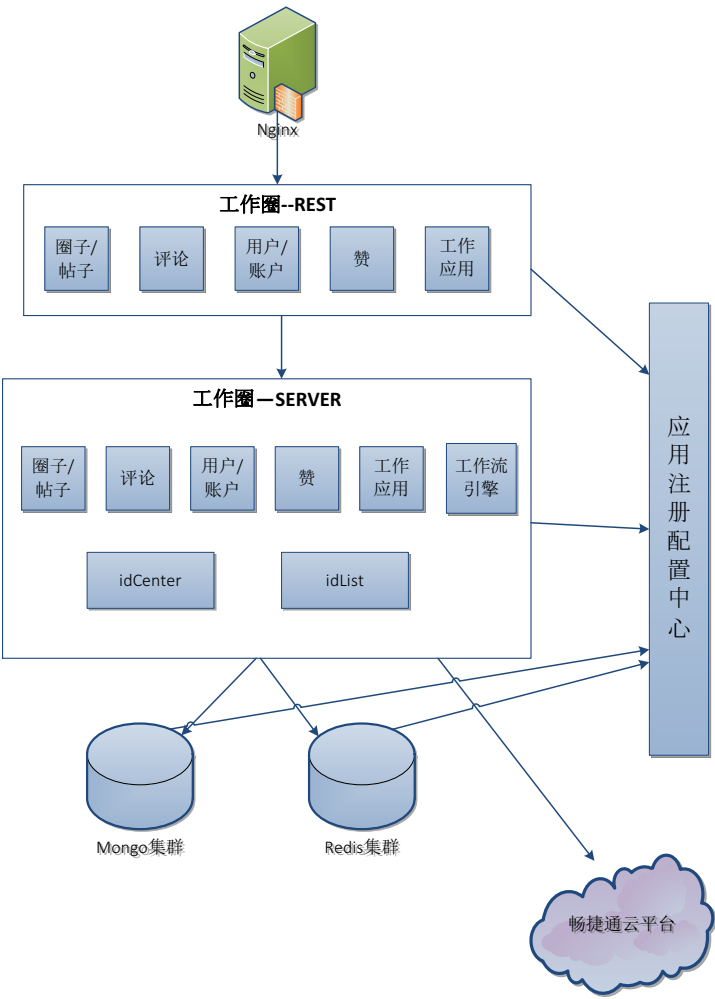 Nginx
工作圈--REST
圈子/
帖子
评论
用户/
账户
赞
工作
应用
工作圈—SERVER
圈子/
帖子
评论
用户/
账户
赞
工作
应用
工作流
引擎
idCenter
idList
应用注册配置中心
Mongo集群
Redis集群
畅捷通云平台